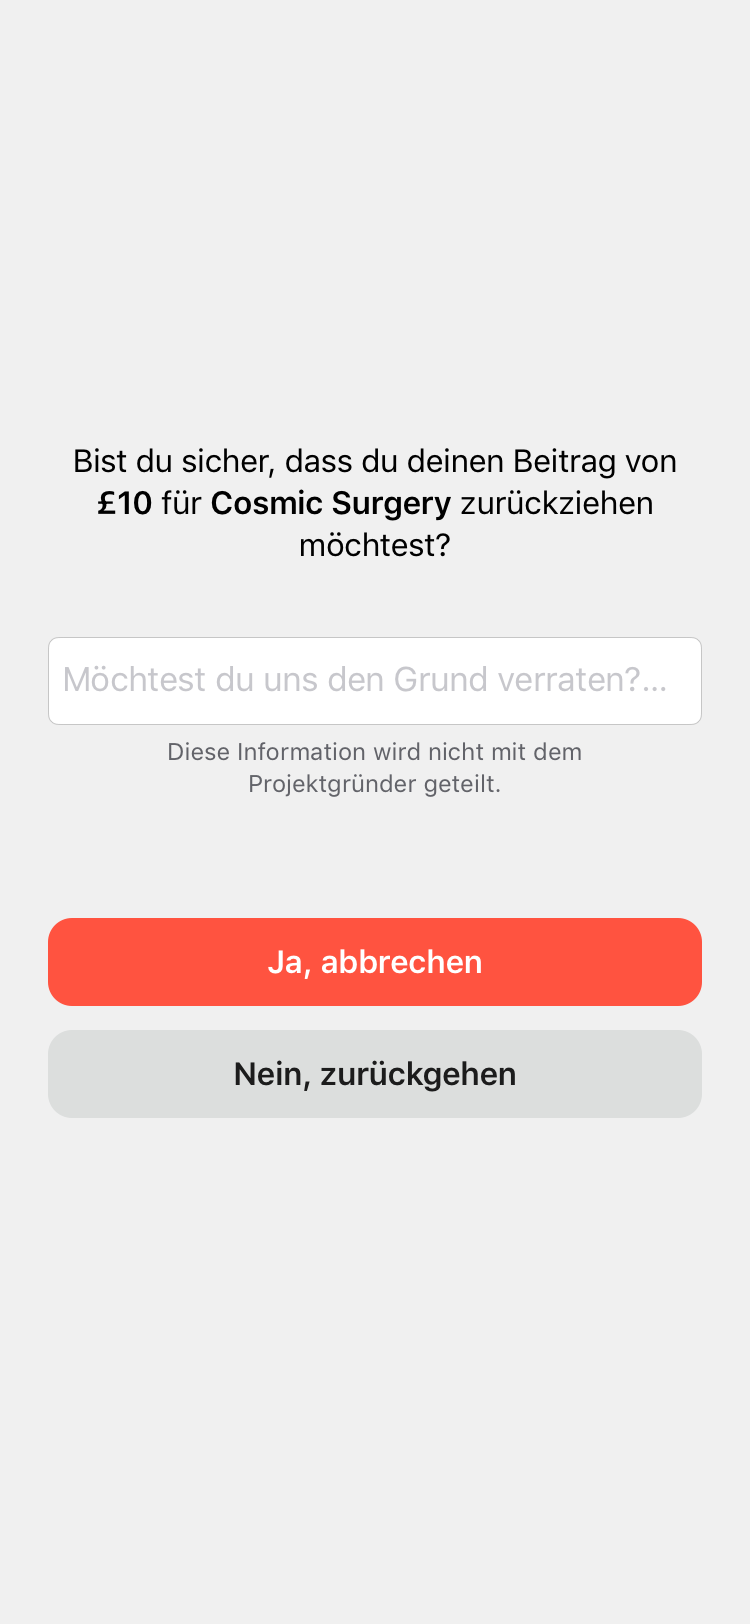 Bist du sicher, dass du deinen Beitrag von
£10 für Cosmic Surgery zurückziehen
möchtest?
Möchtest du uns den Grund verraten?...
Diese Information wird nicht mit dem
Projektgründer geteilt.
Ja, abbrechen
Nein, zurückgehen